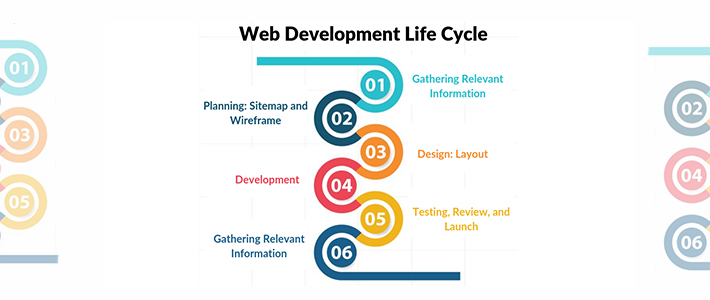 Web Development Life Cycle
01
Gathering Relevant
Information
Planning: Sitemap and
Wireframe
02
03
Design: Layout
Development
04
05
Testing, Review, and
Launch
Gathering Relevant
Information
06
01
03
05
02
04
06